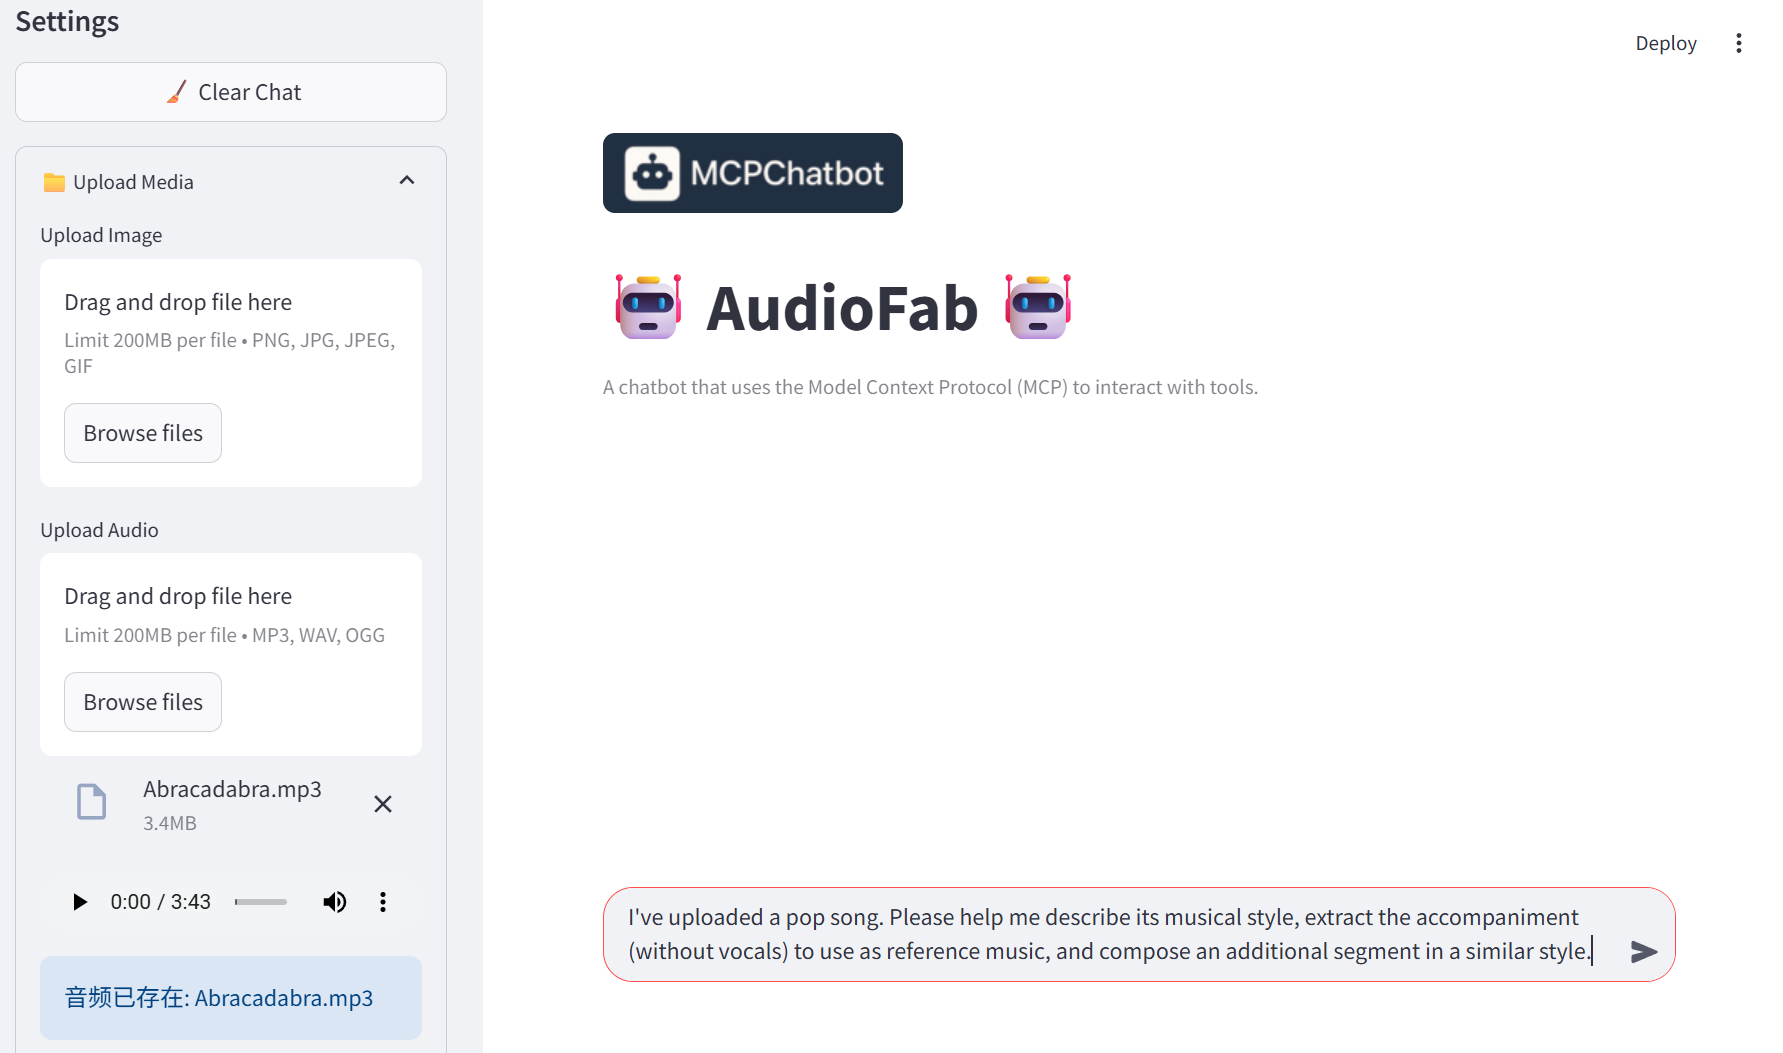 Settings
Clear Chat
Upload Media
Upload Image
Drag and drop file here
Limit 200MB per file • PNG, JPG, JPEG,
GIF
Browse files
Upload Audio
Drag and drop file here
Limit 200MB per file • MP3, WAV, OGG
Browse files
Abracadabra.mp3
3.4MB
0:00 / 3:43
音频已存在: Abracadabra.mp3
Deploy
MCPChatbot
AudioFab
A chatbot that uses the Model Context Protocol (MCP) to interact with tools.
I've uploaded a pop song. Please help me describe its musical style, extract the accompaniment
(without vocals) to use as reference music, and compose an additional segment in a similar style.